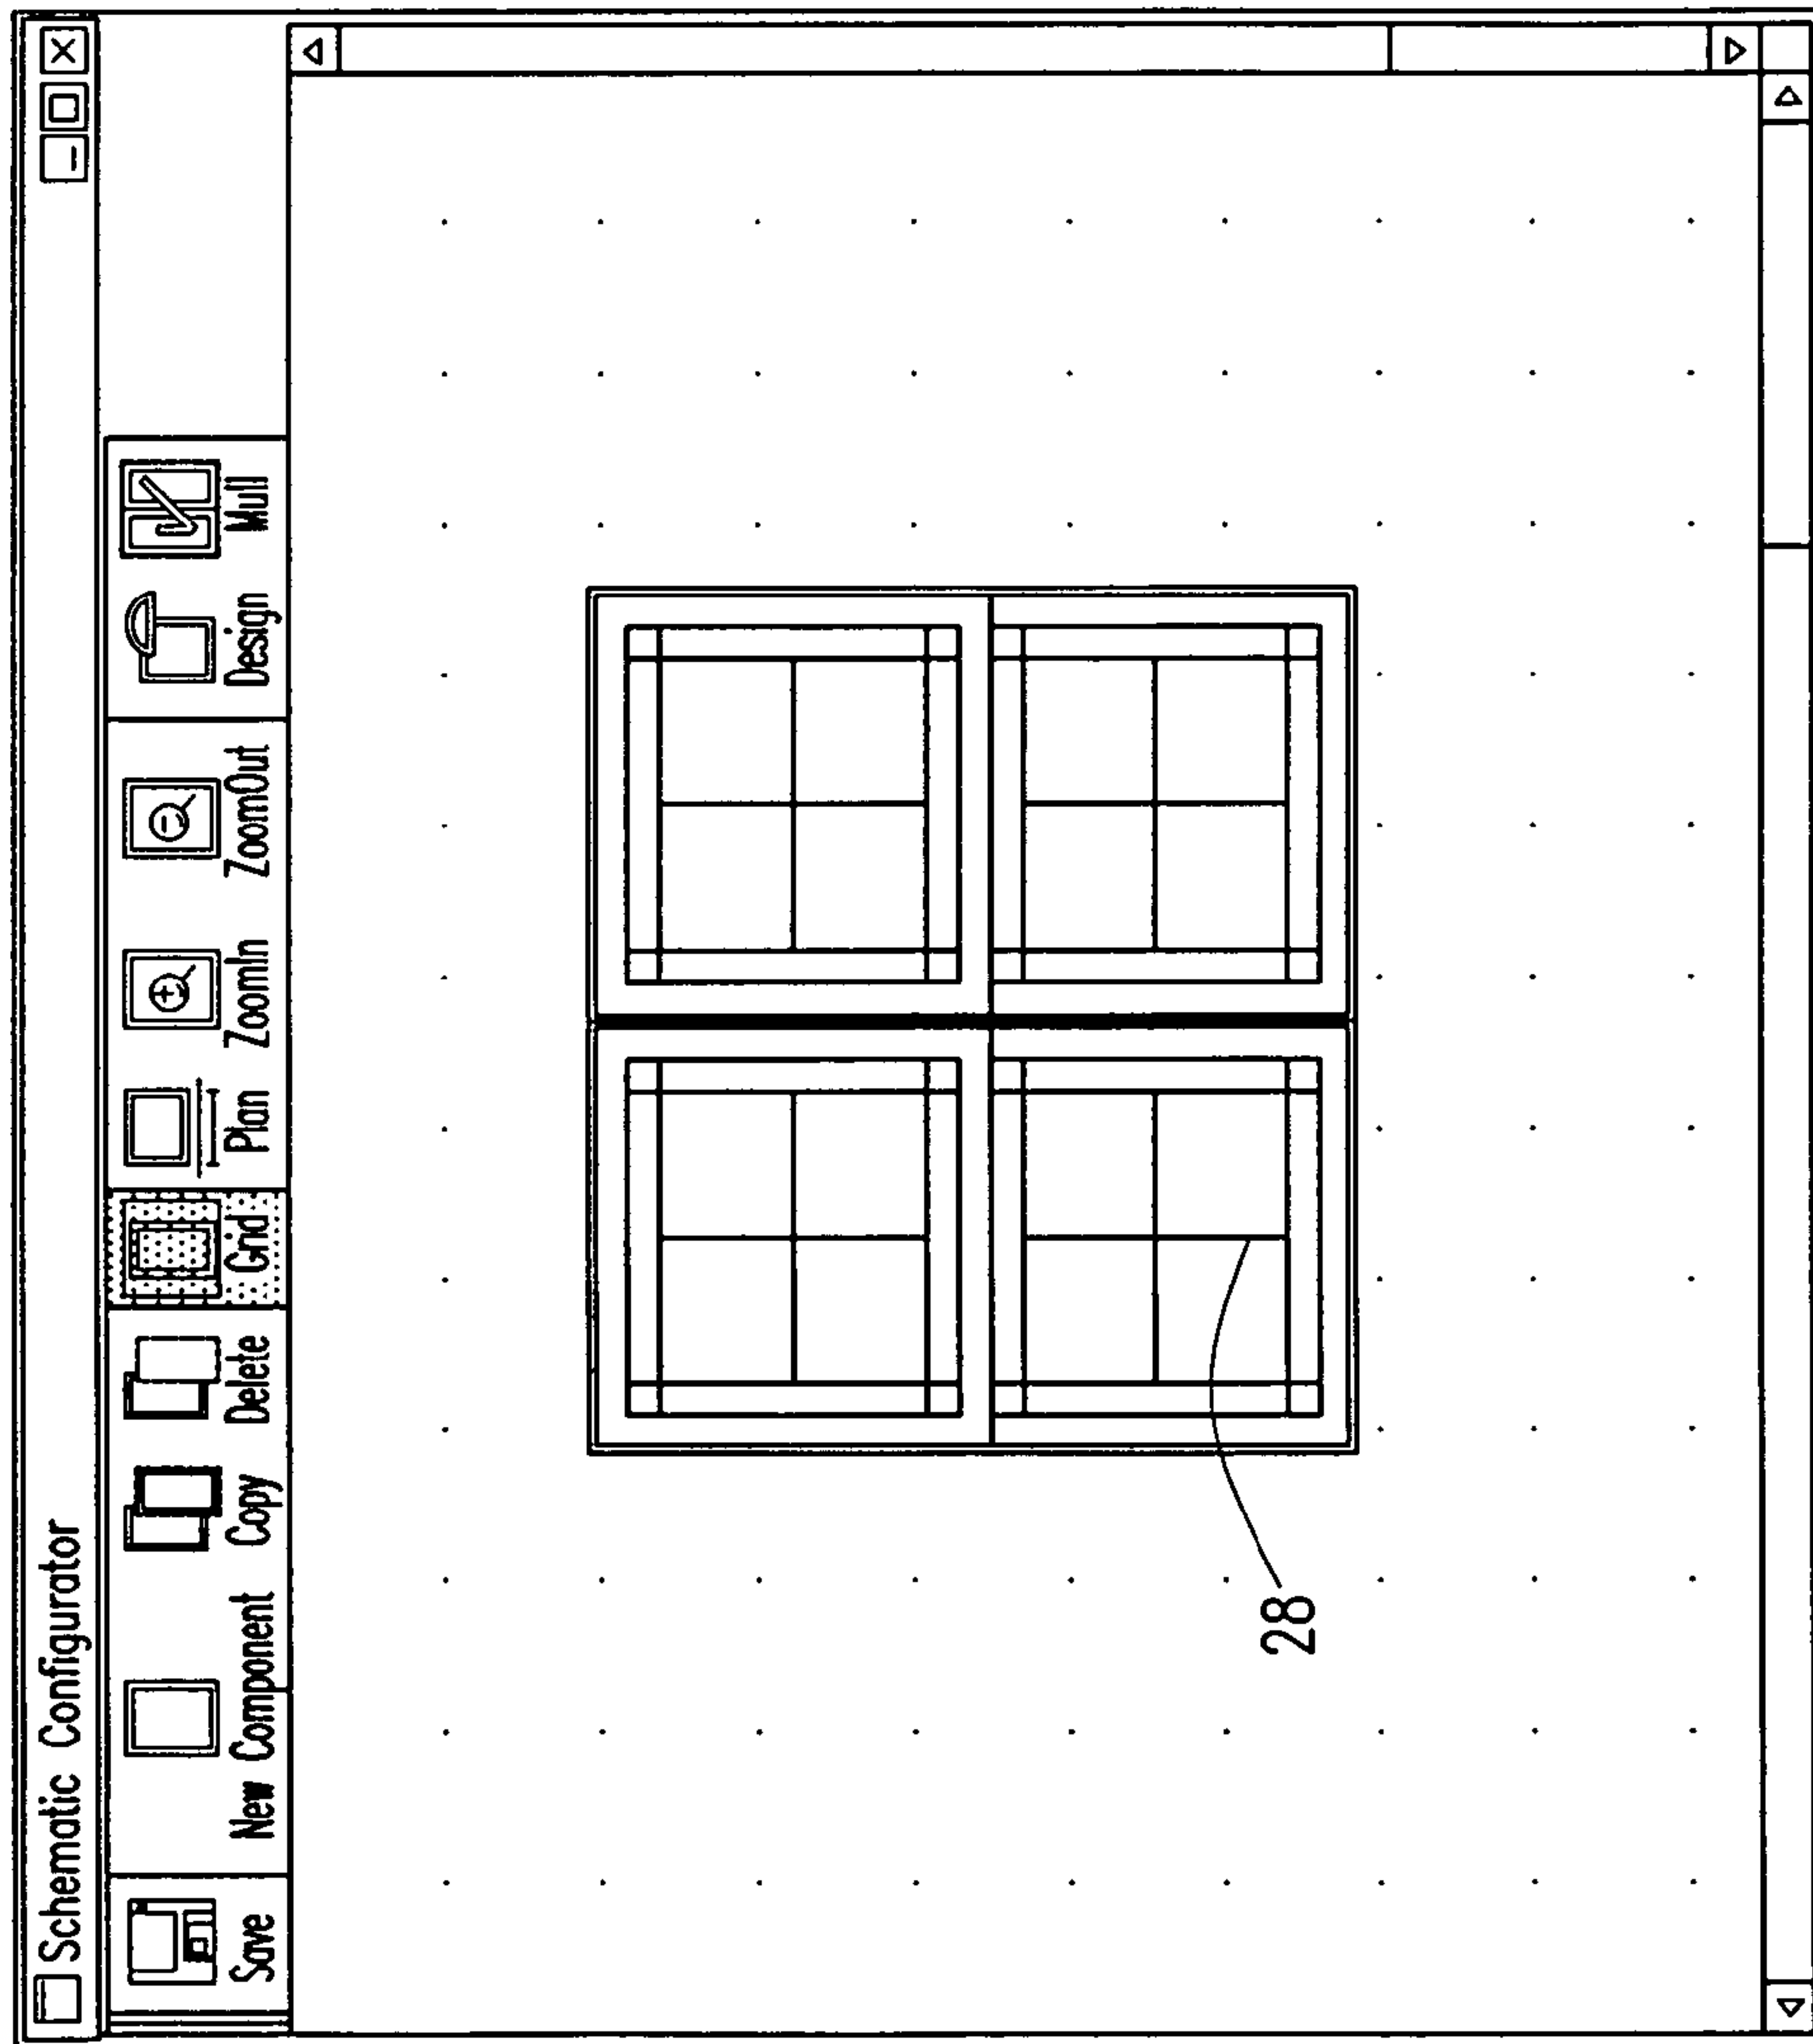 Schematic Configurator
Save New Component Copy Delete Grid Plan ZoomIn ZoomOut Design Mull
28